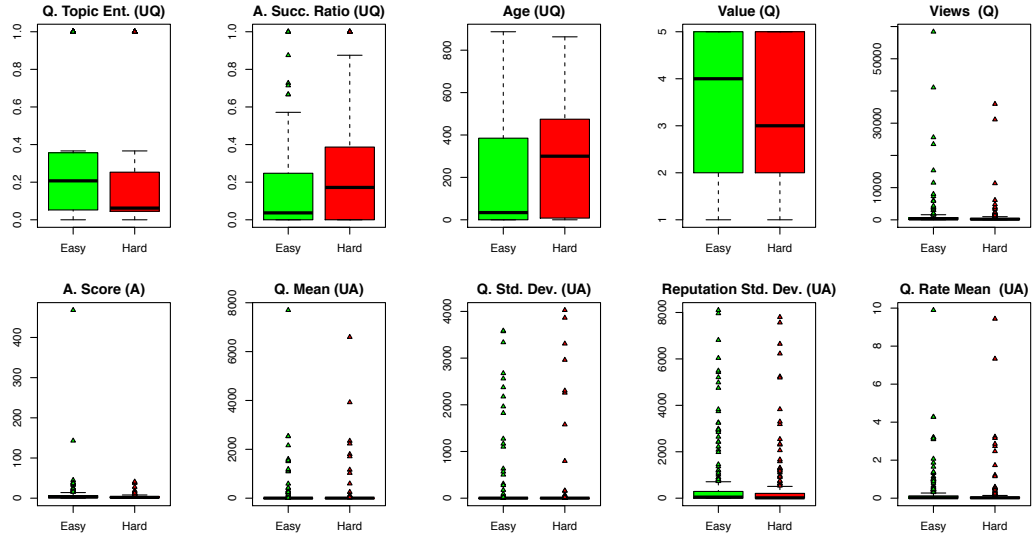 Q. Topic Ent. (UQ)
1.0
0.8
0.6
0.4
0.2
0.0
Easy Hard
A. Succ. Ratio (UQ)
1.0
0.8
0.6
0.4
0.2
0.0
Easy Hard
Age (UQ)
800
600
400
200
0
Easy Hard
Value (Q)
5
4
3
2
1
Easy Hard
Views (Q)
50000
30000
10000
0
Easy Hard
A. Score (A)
400
300
200
100
0
Easy Hard
Q. Mean (UA)
8000
6000
4000
2000
0
Easy Hard
Q. Std. Dev. (UA)
4000
3000
2000
1000
0
Easy Hard
Reputation Std. Dev. (UA)
8000
6000
4000
2000
0
Easy Hard
Q. Rate Mean (UA)
10
8
6
4
2
0
Easy Hard